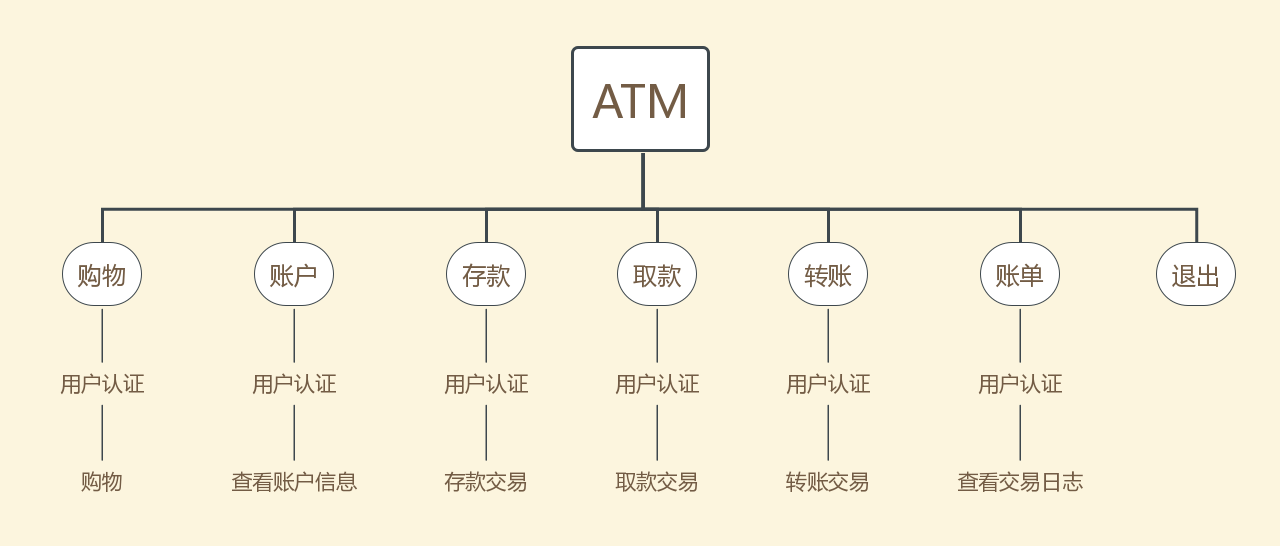 ATM
购物
账户
存款
取款
转账
账单
退出
用户认证
用户认证
用户认证
用户认证
用户认证
用户认证
购物
查看账户信息
存款交易
取款交易
转账交易
查看交易日志